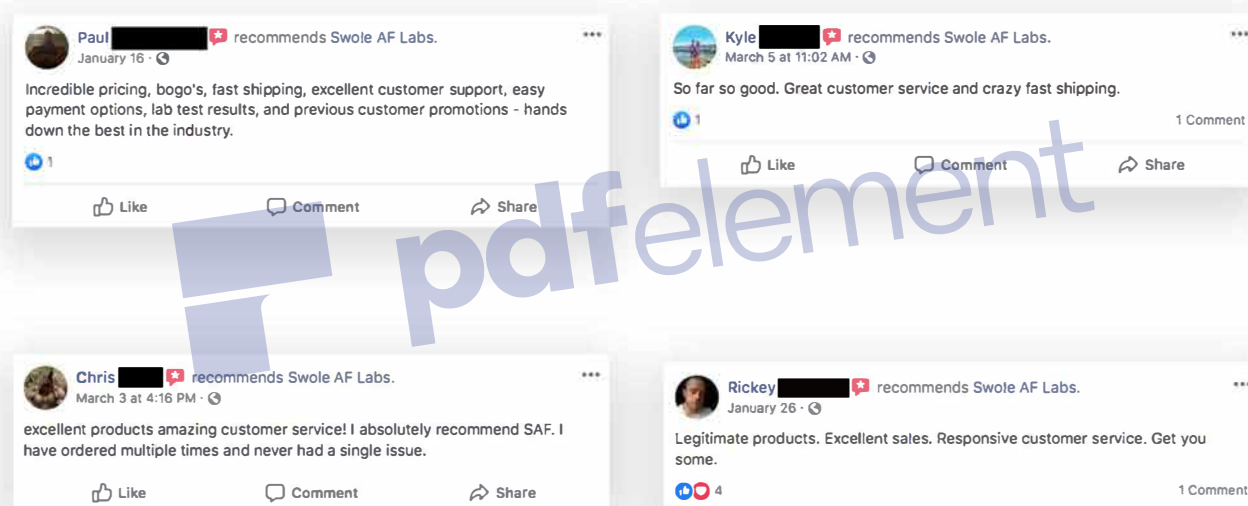 Paul recommends Swole AF Labs.
January 16 ·
Incredible pricing, bogo's, fast shipping, excellent customer support, easy
payment options, lab test results, and previous customer promotions - hands
down the best in the industry.
1
Like Comment Share
Kyle recommends Swole AF Labs.
March 5 at 11:02 AM ·
So far so good. Great customer service and crazy fast shipping.
1 1 Comment
Like Comment Share
pdfelement
Chris recommends Swole AF Labs.
March 3 at 4:16 PM ·
excellent products amazing customer service! I absolutely recommend SAF. I
have ordered multiple times and never had a single issue.
Like Comment Share
Rickey recommends Swole AF Labs.
January 26 ·
Legitimate products. Excellent sales. Responsive customer service. Get you
some.
4 1 Comment